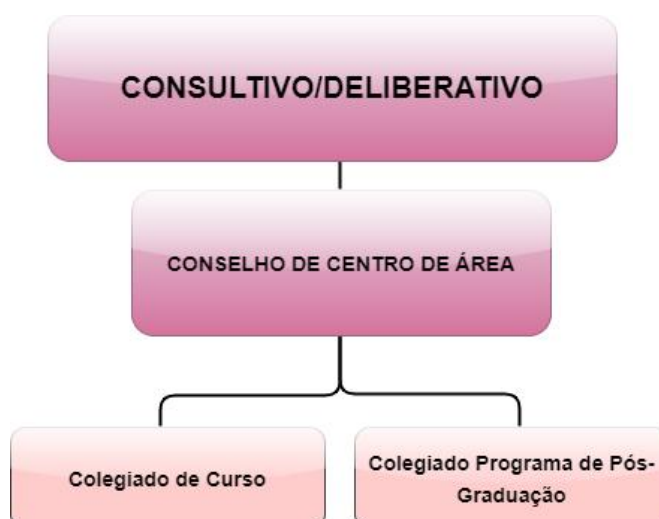 CONSULTIVO/DELIBERATIVO
CONSELHO DE CENTRO DE ÁREA
Colegiado de Curso
Colegiado Programa de Pós-
Graduação